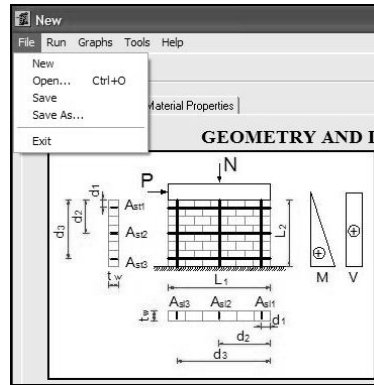 New
File Run Graphs Tools Help
New
Open... Ctrl+O
Save
Save As...
Exit
Material Properties
GEOMETRY AND
N
P
d1
d2
d3
Ast1
Ast2
Ast3
tw
L2
L1
M V
tw
Asl3 Asl2 Asl1
d1
d2
d3